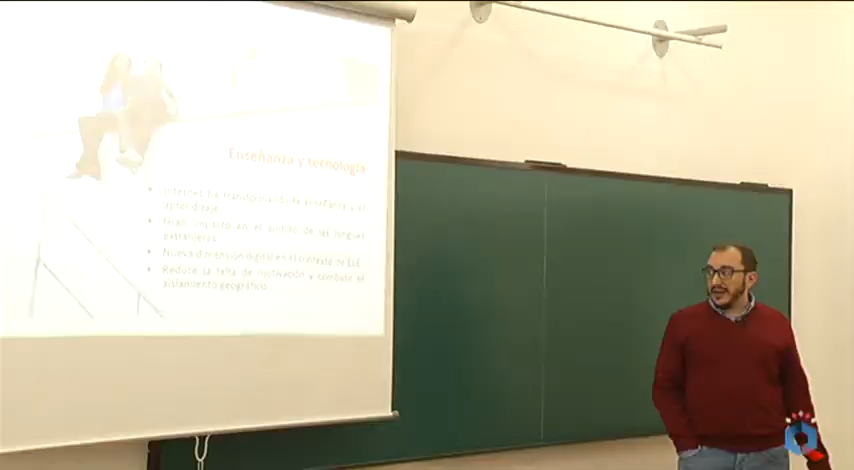 Enseñanza y tecnología
• Internet ha transformado la enseñanza y el
aprendizaje
• Gran impacto en el ámbito de las lenguas
extranjeras
• Nueva dimensión digital en el contexto de ELE
• Reduce la falta de motivación y combate el
aislamiento geográfico